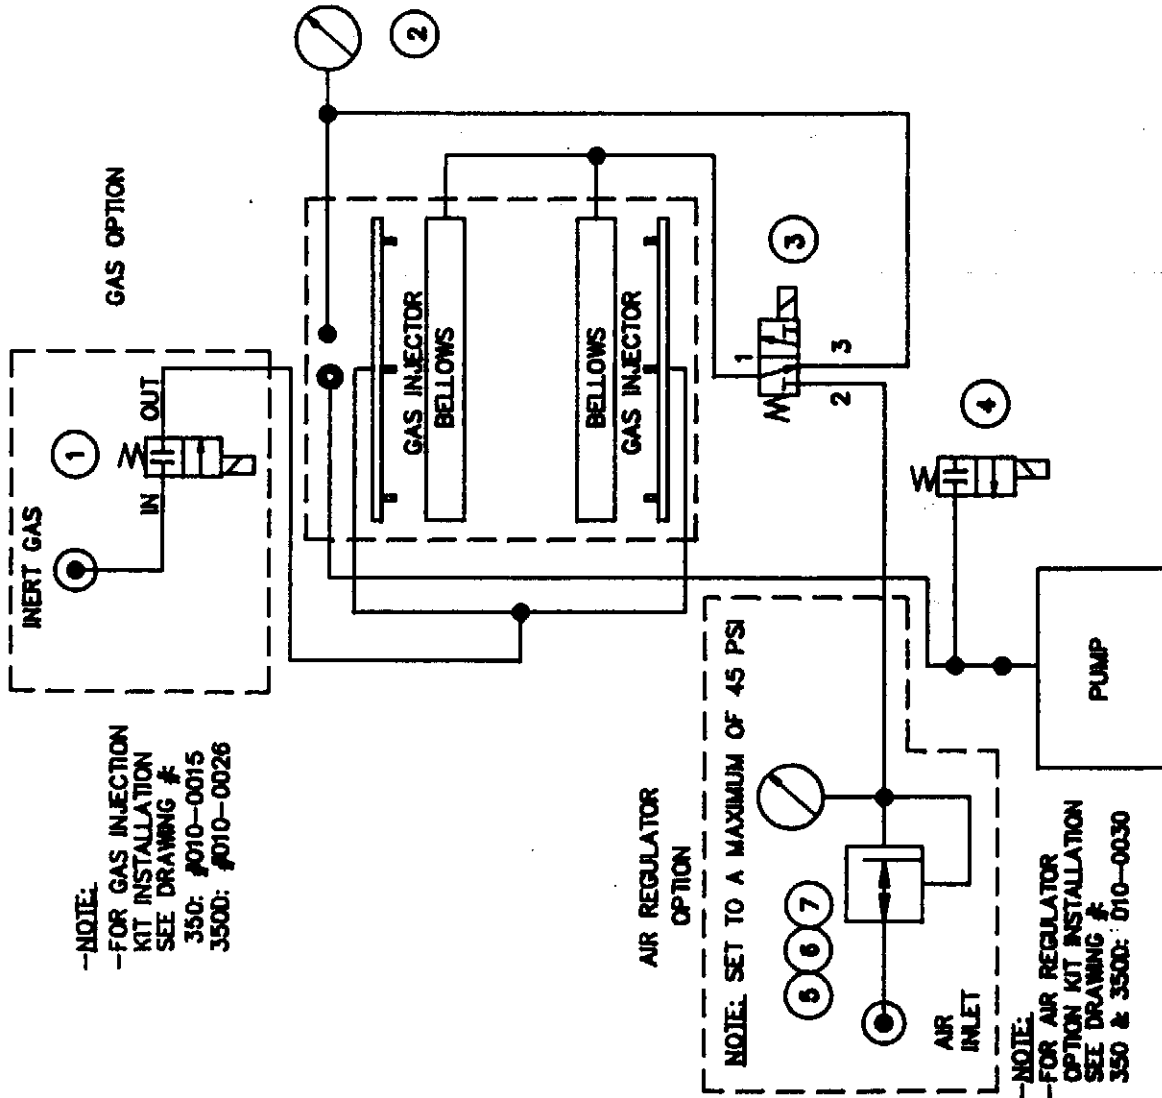 --NOTE:
-FOR GAS INJECTION
KIT INSTALLATION
SEE DRAWING #
350: #010-0015
350D: #010-0026
INERT GAS
1
IN
OUT
GAS OPTION
2
GAS INJECTOR
BELLOWS
BELLOWS
GAS INJECTOR
3
1
2
3
4
AIR REGULATOR
OPTION
NOTE: SET TO A MAXIMUM OF 45 PSI
5
6
7
AIR
INLET
PUMP
--NOTE:
-FOR AIR REGULATOR
OPTION KIT INSTALLATION
SEE DRAWING #
350 & 350D: 010-0030